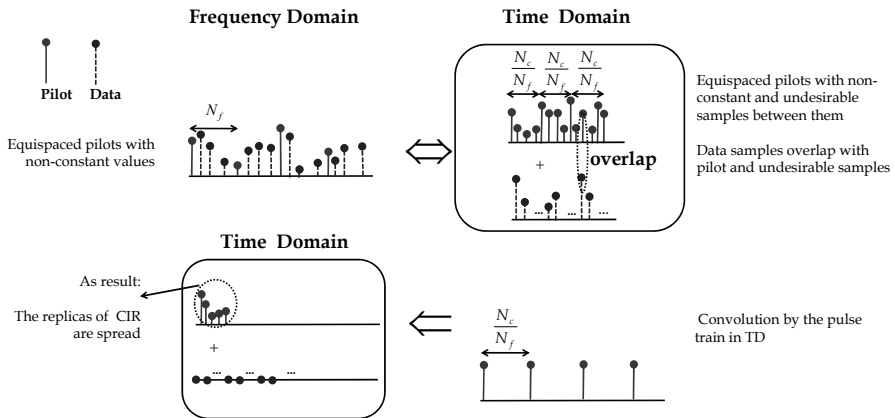 Frequency Domain
Time Domain
Pilot
Data
N_f
Equispaced pilots with
non-constant values
N_c/N_f N_c/N_f N_c/N_f
+
overlap
... ... ...
Equispaced pilots with non-
constant and undesirable
samples between them
Data samples overlap with
pilot and undesirable samples
Time Domain
As result:
The replicas of CIR
are spread
+
... ... ...
N_c/N_f
Convolution by the pulse
train in TD